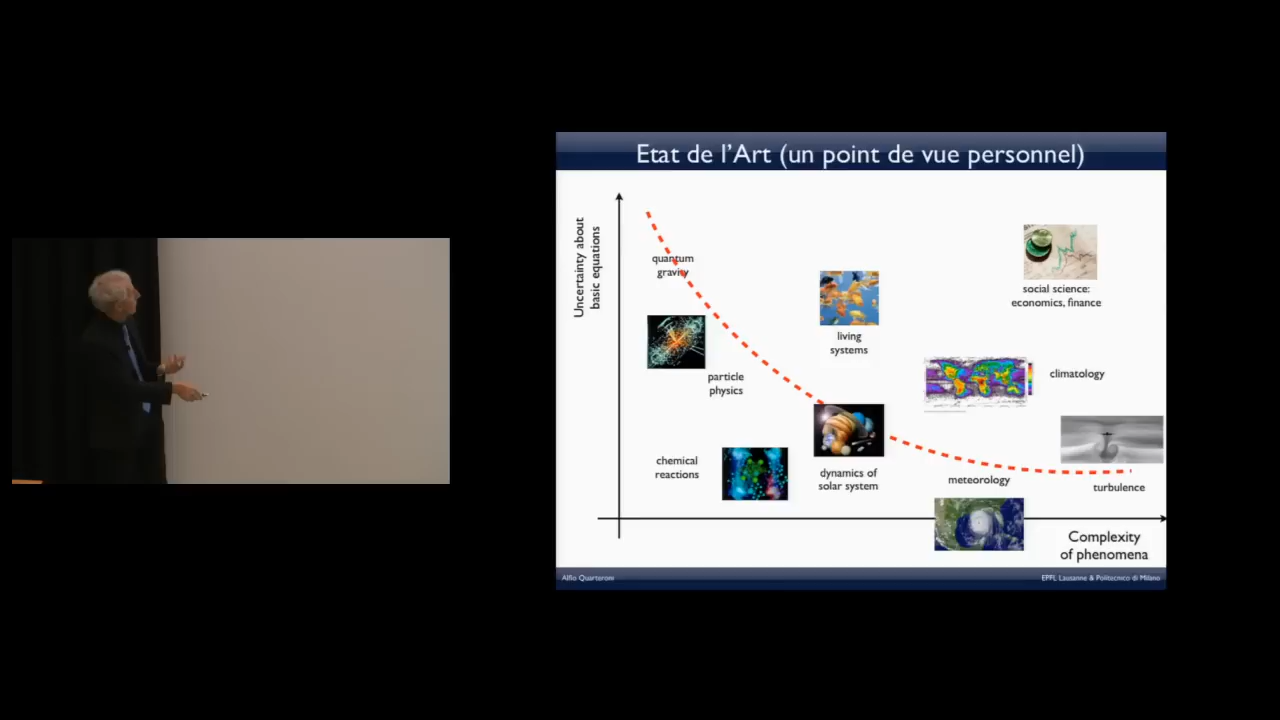 Etat de l'Art (un point de vue personnel)
Uncertainty about
basic equations
quantum
gravity
social science:
economics, finance
living
systems
climatology
particle
physics
chemical
reactions
dynamics of
solar system
meteorology
turbulence
Complexity
of phenomena
Alfio Quarteroni
EPFL Lausanne & Politecnico di Milano